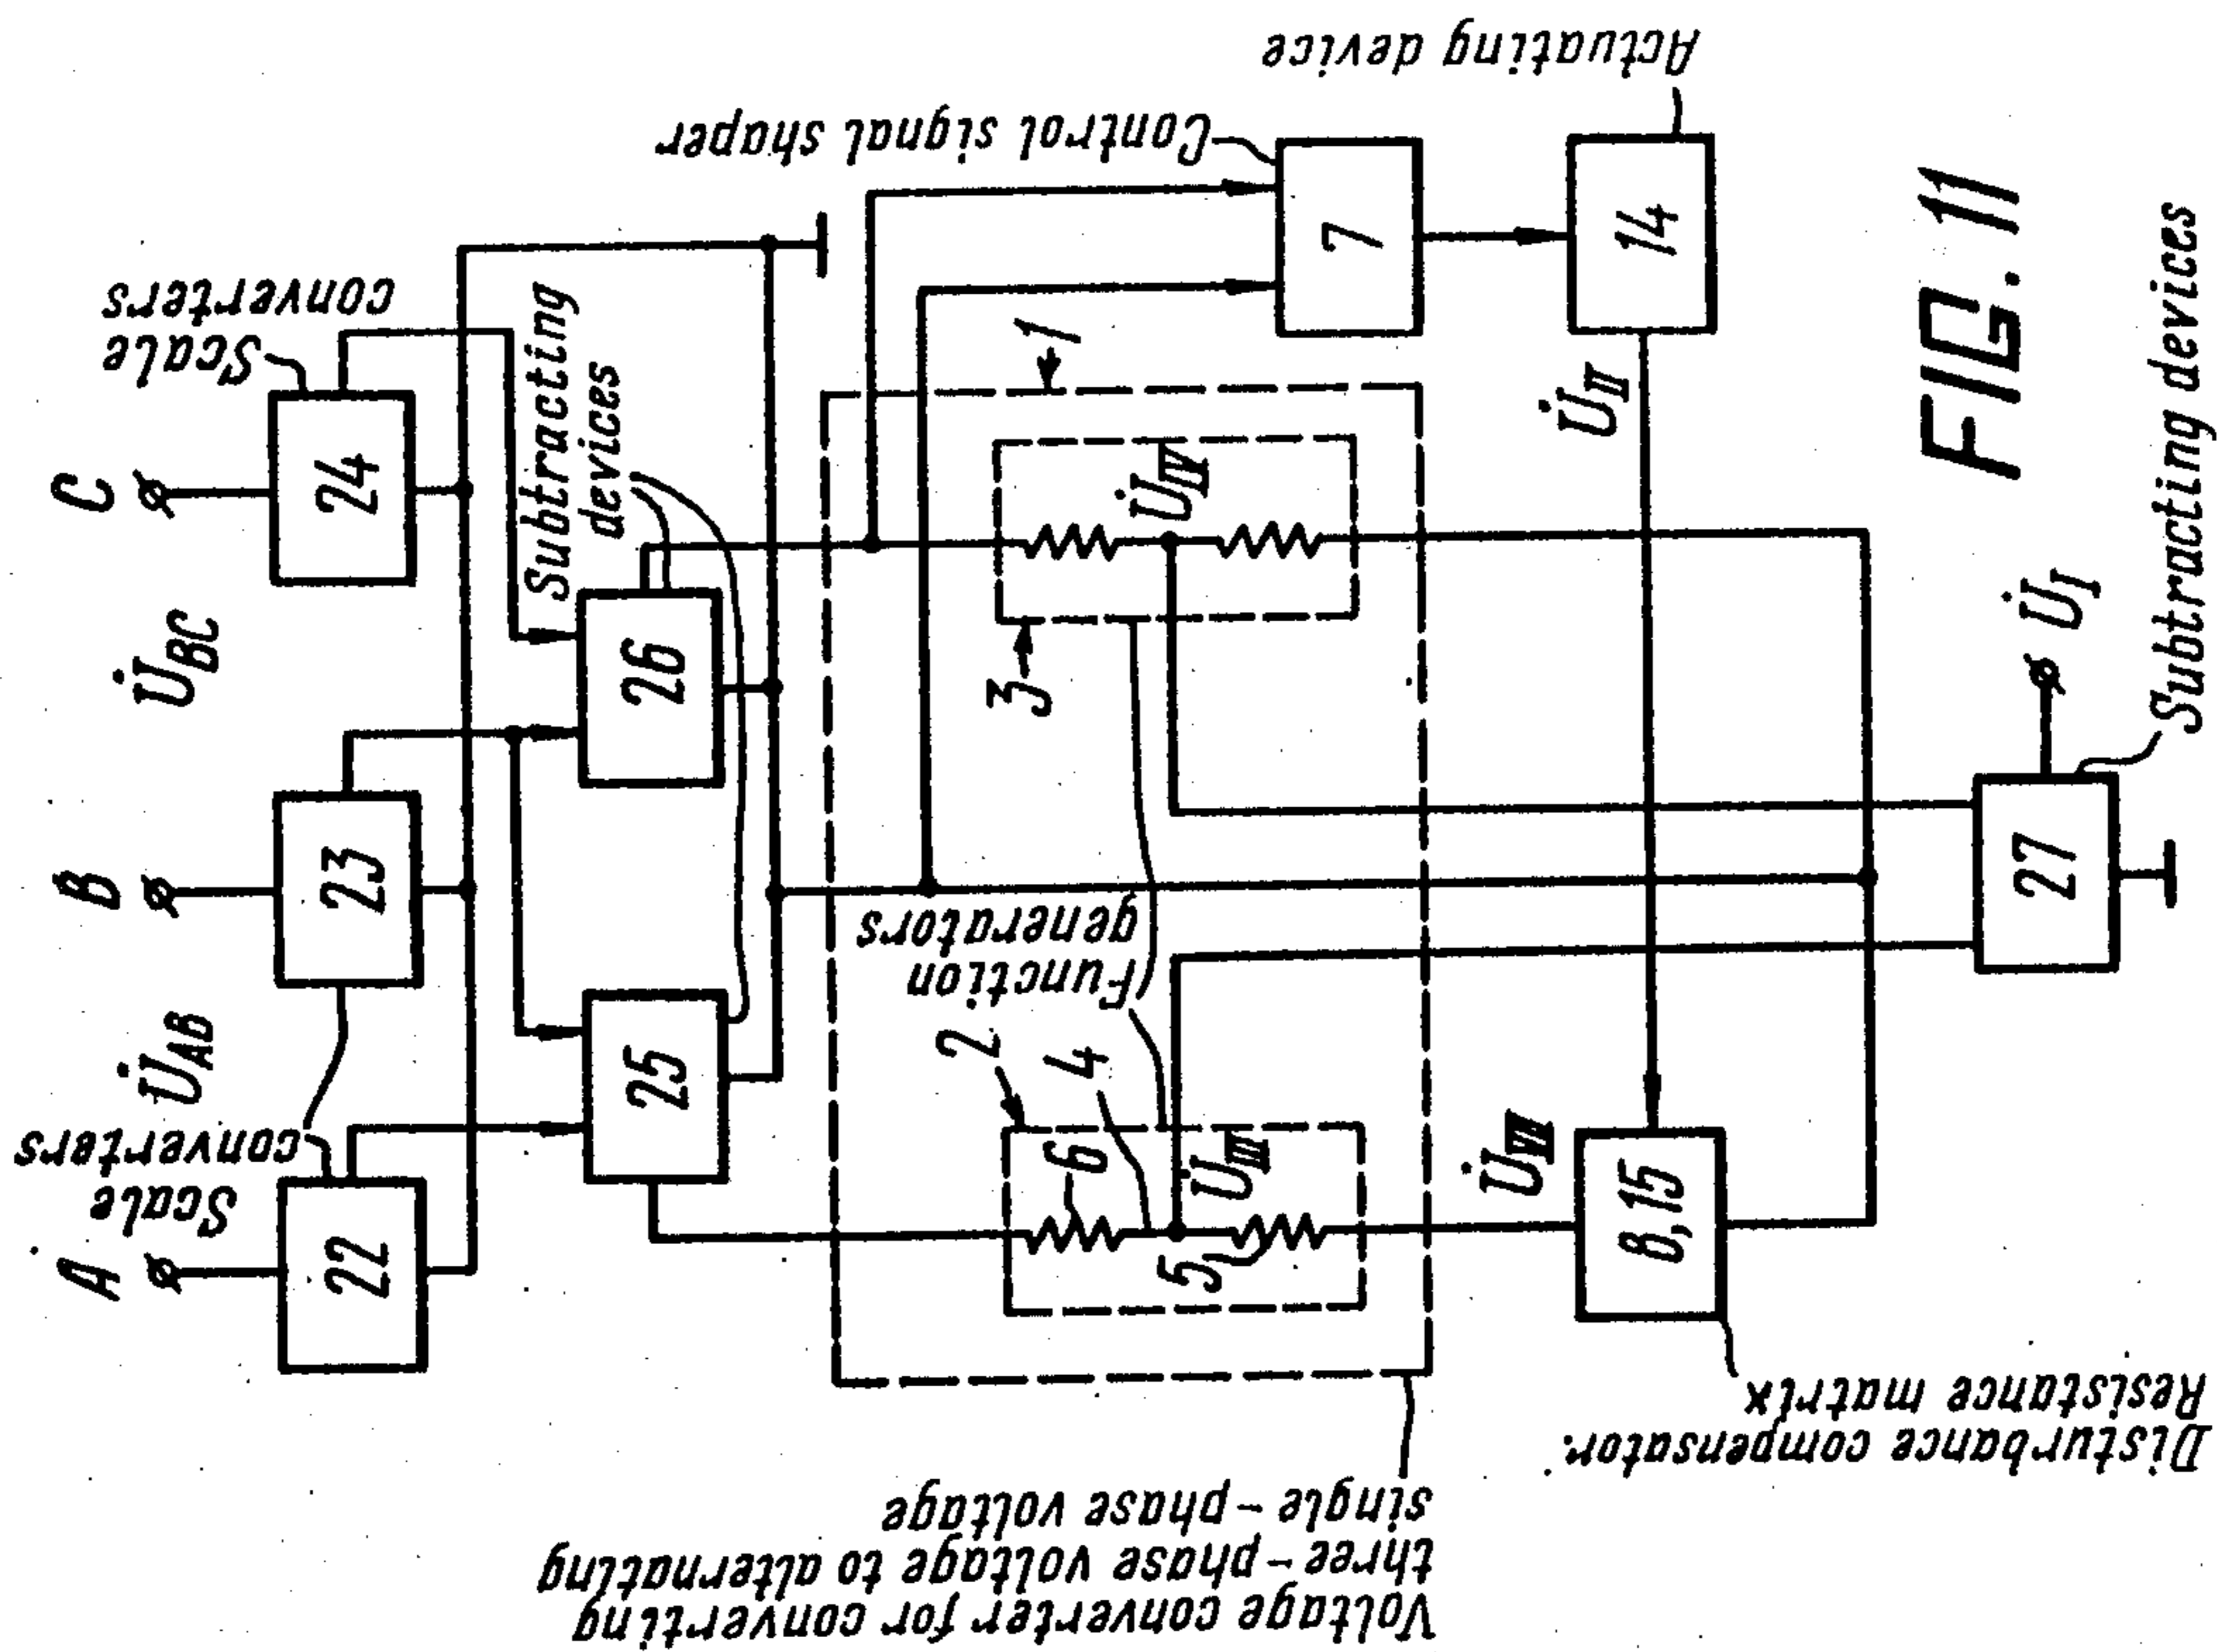 A
B
C
U̇AB
U̇BC
Scale
converters
Scale
converters
22
23
24
Subtracting
devices
25
26
Control signal shaper
7
Actuating device
14
1
2
3
4
5
6
U̇III
U̇IV
(Function
generators
U̇II
U̇VII
8,15
27
U̇I
Subtracting devices
Disturbance compensator.
Resistance matrix
Voltage converter for converting
three-phase voltage to alternating
single-phase voltage
FIG. 11